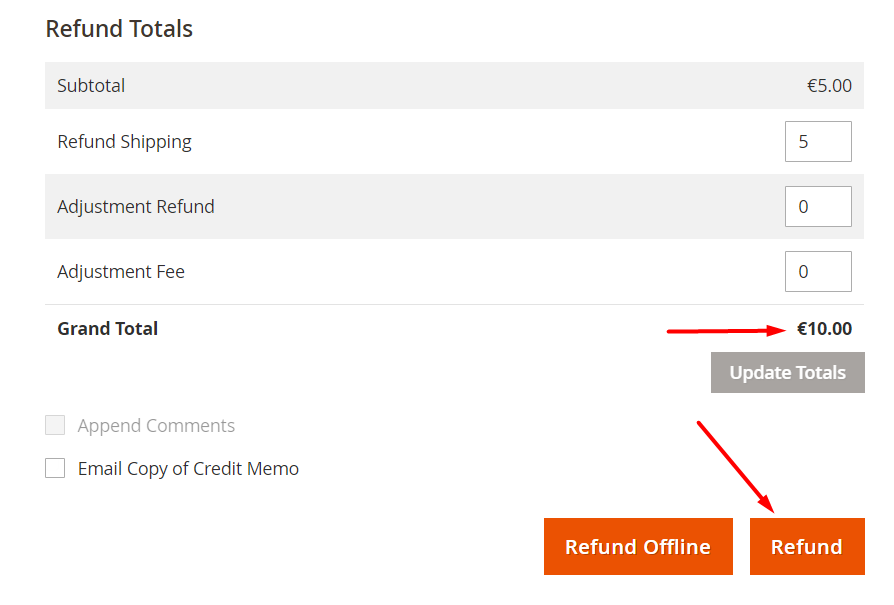 Refund Totals
Subtotal €5.00
Refund Shipping 5
Adjustment Refund 0
Adjustment Fee 0
Grand Total €10.00
Update Totals
Append Comments
Email Copy of Credit Memo
Refund Offline Refund